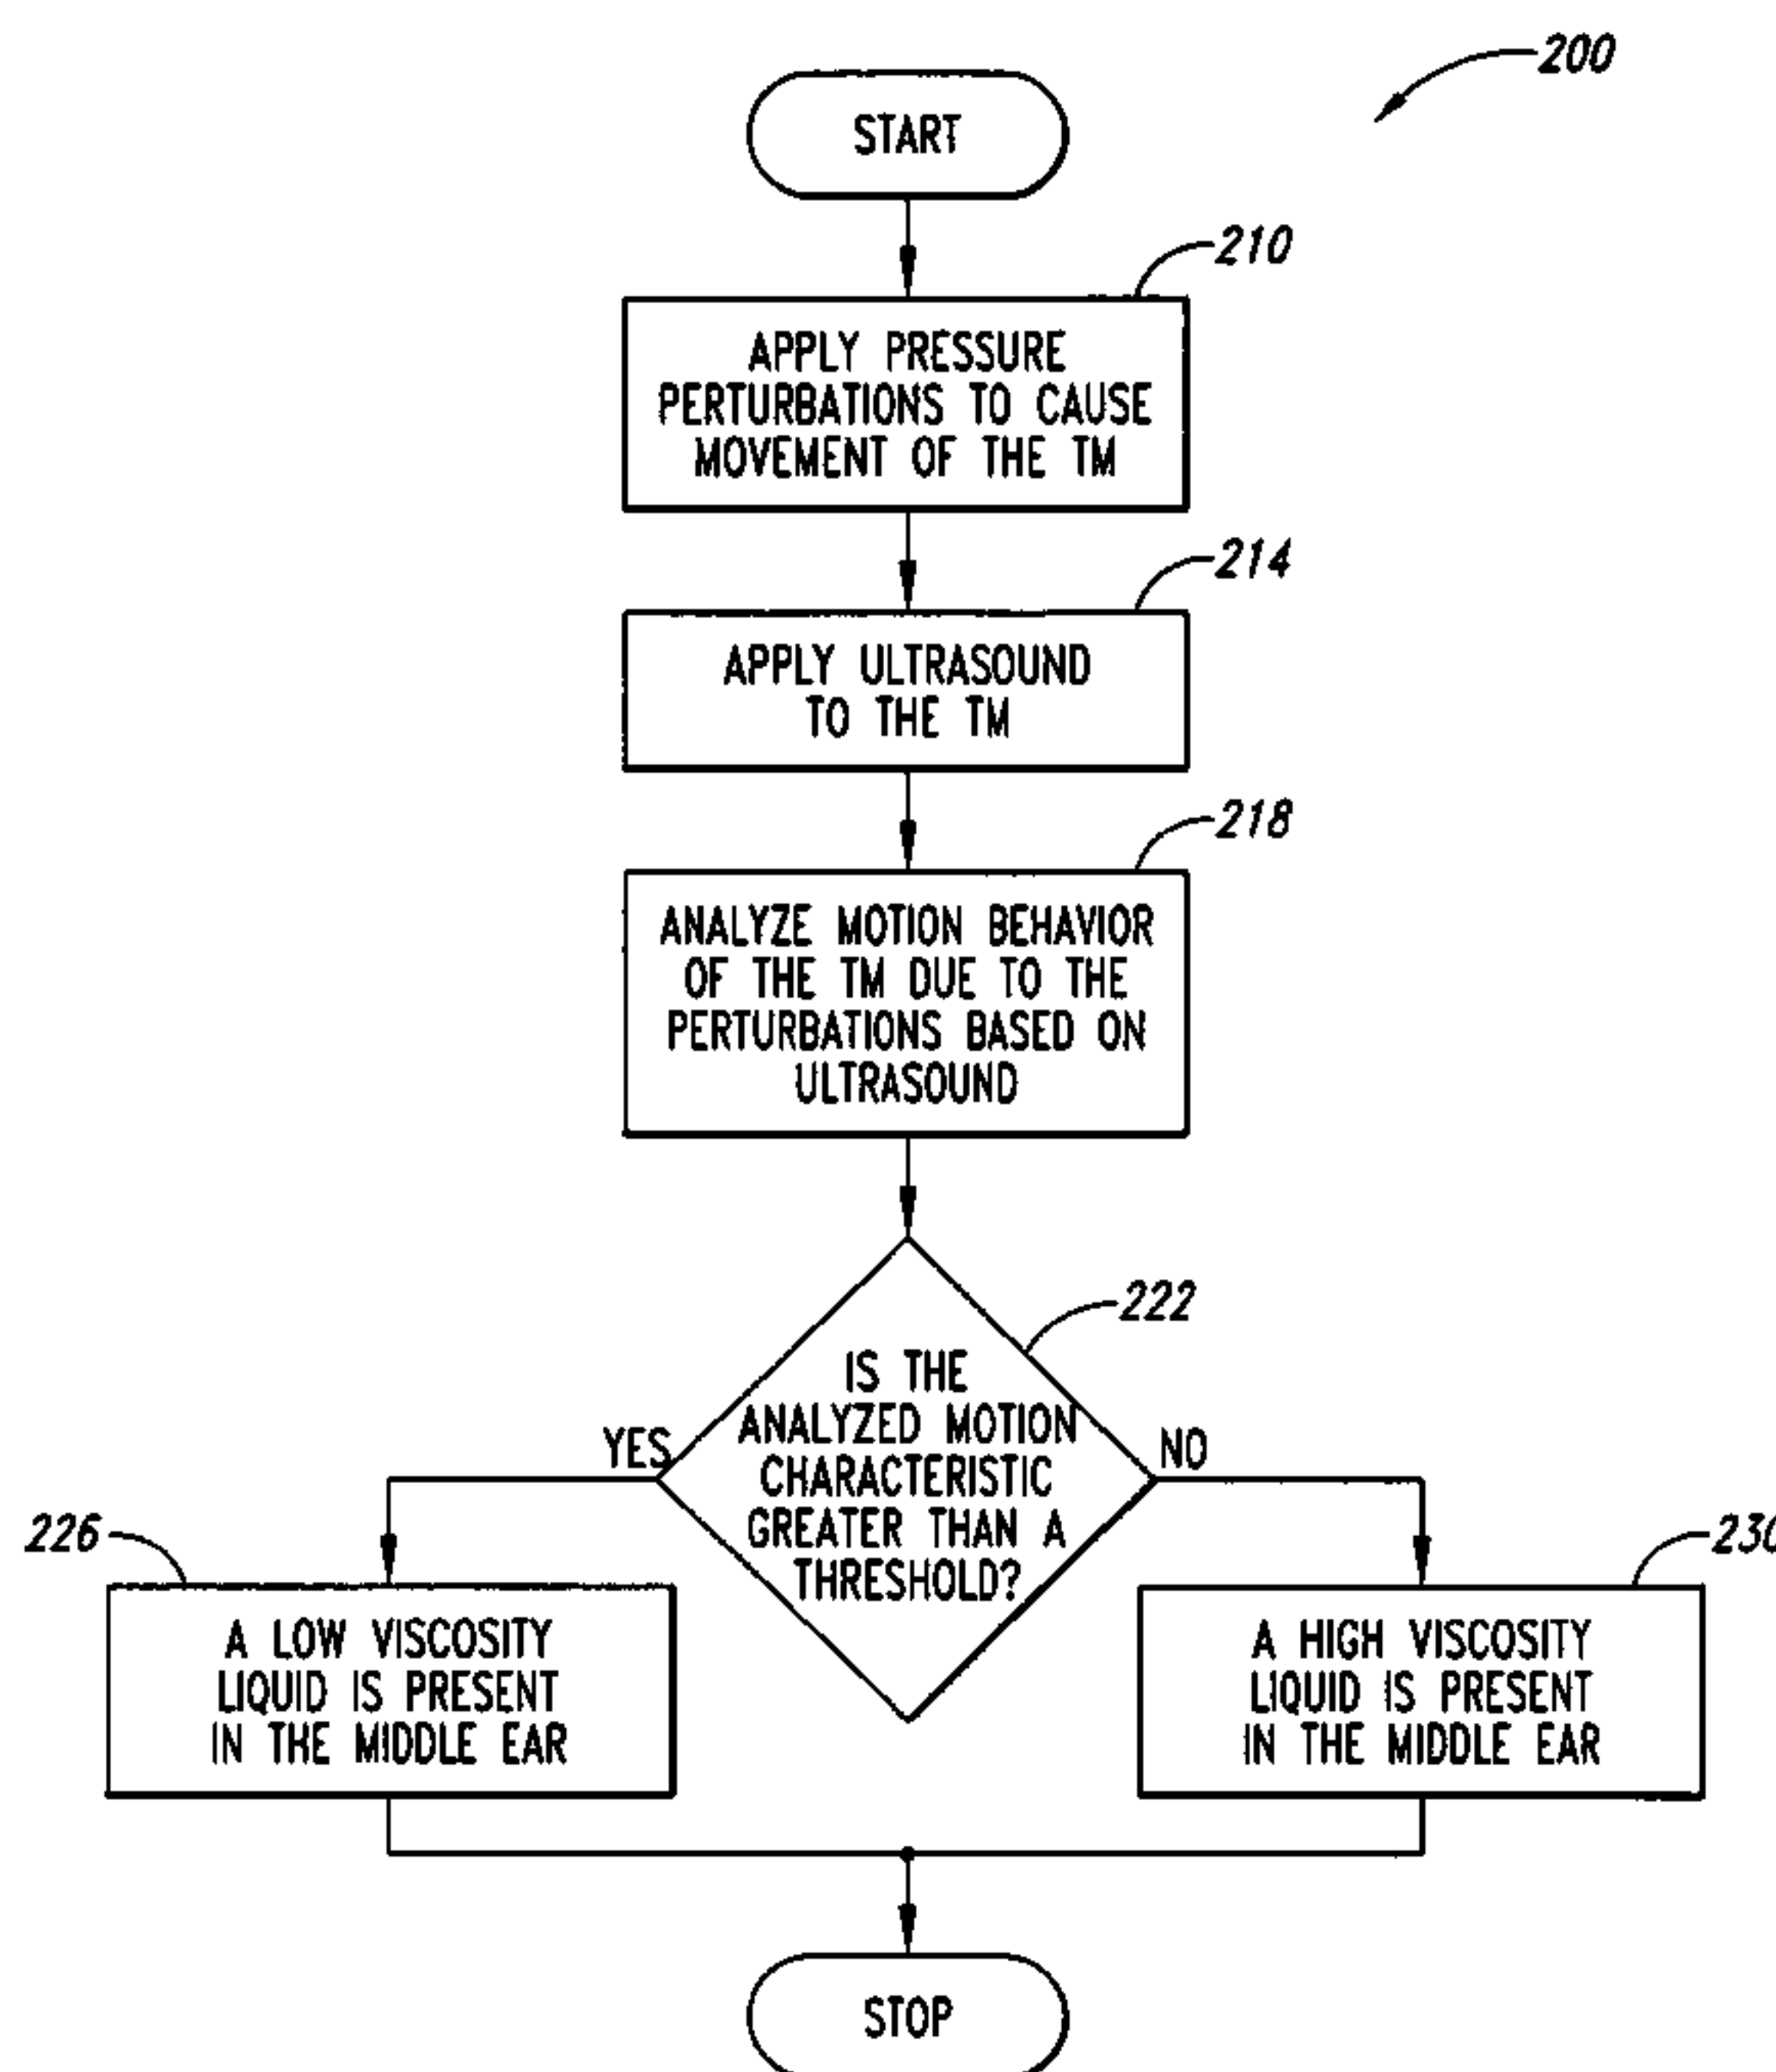 200
START
210
APPLY PRESSURE
PERTURBATIONS TO CAUSE
MOVEMENT OF THE TM
214
APPLY ULTRASOUND
TO THE TM
218
ANALYZE MOTION BEHAVIOR
OF THE TM DUE TO THE
PERTURBATIONS BASED ON
ULTRASOUND
222
IS THE
ANALYZED MOTION
CHARACTERISTIC
GREATER THAN A
THRESHOLD?
YES
NO
226
A LOW VISCOSITY
LIQUID IS PRESENT
IN THE MIDDLE EAR
230
A HIGH VISCOSITY
LIQUID IS PRESENT
IN THE MIDDLE EAR
STOP